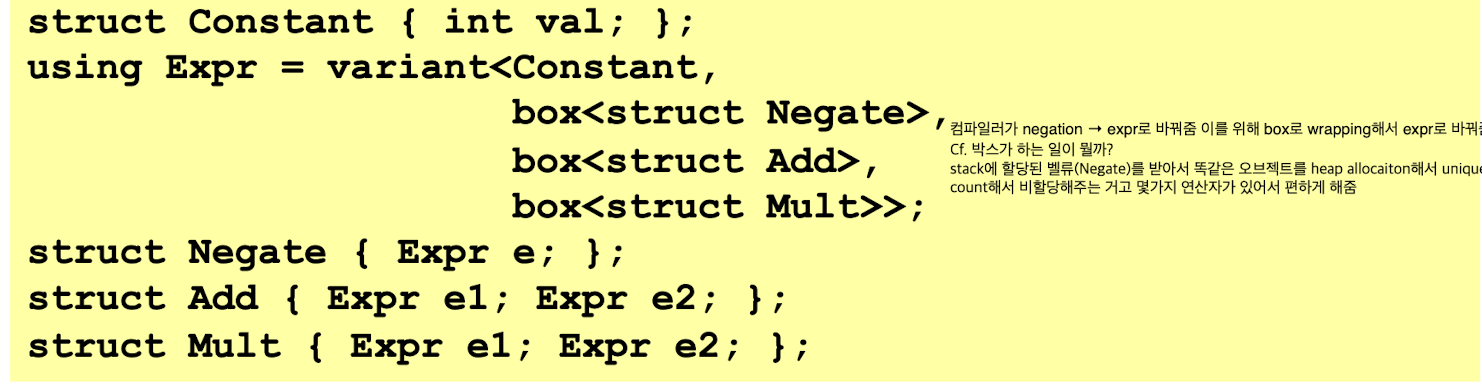 struct Constant { int val; };
using Expr = variant<Constant,
box<struct Negate>,
box<struct Add>,
box<struct Mult>>;
컴파일러가 negation → expr로 바꿔줌 이를 위해 box로 wrapping해서 expr로 바꿔
Cf. 박스가 하는 일이 뭘까?
stack에 할당된 벨류(Negate)를 받아서 똑같은 오브젝트를 heap allocaiton해서 unique
count해서 비할당해주는 거고 몇가지 연산자가 있어서 편하게 해줌
struct Negate { Expr e; };
struct Add { Expr e1; Expr e2; };
struct Mult { Expr e1; Expr e2; };